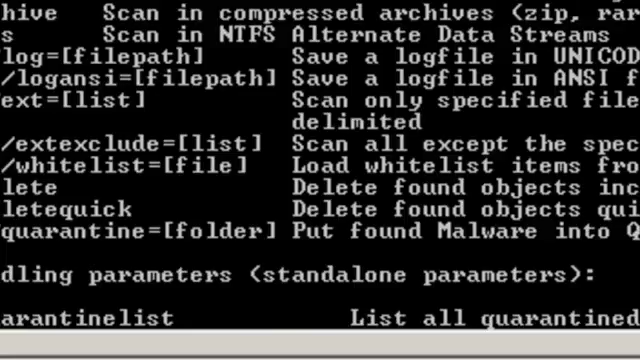 hive Scan in compressed archives (zip, rar
s Scan in NTFS Alternate Data Streams
log=[filepath] Save a logfile in UNICOD
/logansi=[filepath] Save a logfile in ANSI f
ext=[list] Scan only specified file
delimited
/extexclude=[list] Scan all except the spec
/whitelist=[file] Load whitelist items fro
lete Delete found objects inc
letequick Delete found objects qui
quarantine=[folder] Put found Malware into Q
dling parameters (standalone parameters):
arantinelist List all quarantined